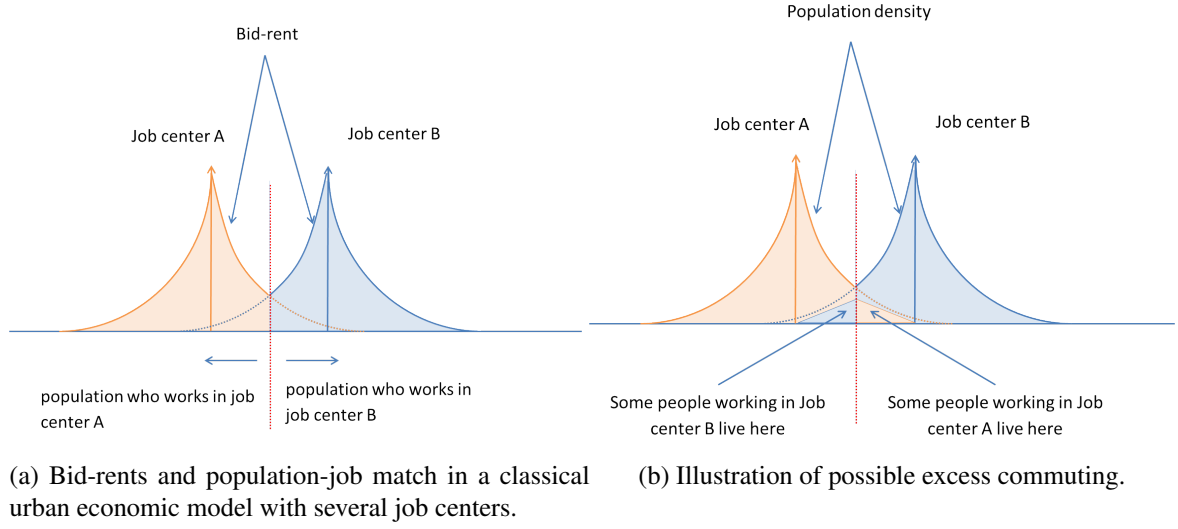 Bid-rent
Job center A
Job center B
population who works in job
center A
population who works in
job center B
(a) Bid-rents and population-job match in a classical
urban economic model with several job centers.
Population density
Job center A
Job center B
Some people working in Job
center B live here
Some people working in Job
center A live here
(b) Illustration of possible excess commuting.